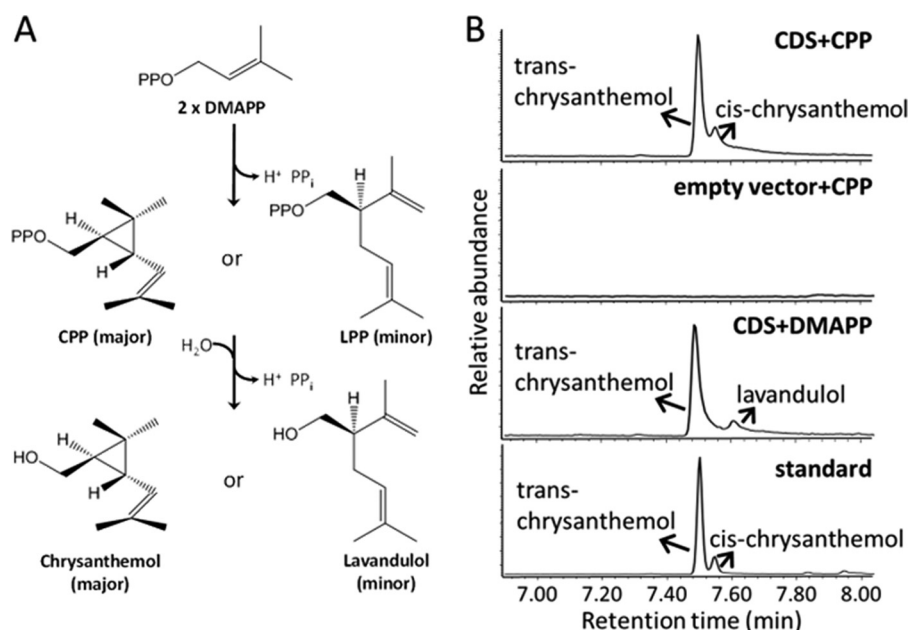 A
PPO
2 x DMAPP
H⁺ PPᵢ
H
PPO
H
H
PPO
or
CPP (major)
LPP (minor)
H₂O
H⁺ PPᵢ
H
HO
H
H
HO
or
Chrysanthemol
(major)
Lavandulol
(minor)
B
Relative abundance
CDS+CPP
trans-
chrysanthemol
cis-chrysanthemol
empty vector+CPP
CDS+DMAPP
trans-
chrysanthemol
lavandulol
standard
trans-
chrysanthemol
cis-chrysanthemol
7.00 7.20 7.40 7.60 7.80 8.00
Retention time (min)